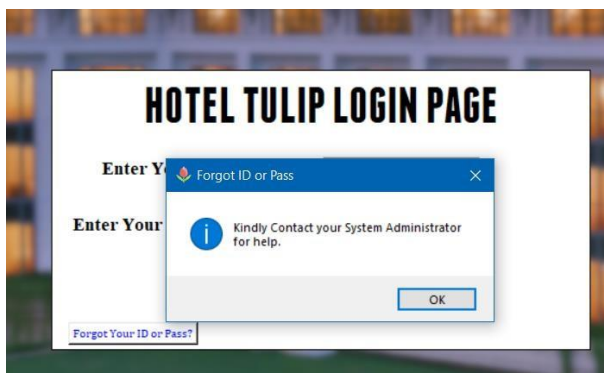 HOTEL TULIP LOGIN PAGE
Enter
Forgot ID or Pass
Enter Your
Kindly Contact your System Administrator
for help.
OK
Forgot Your ID or Pass?